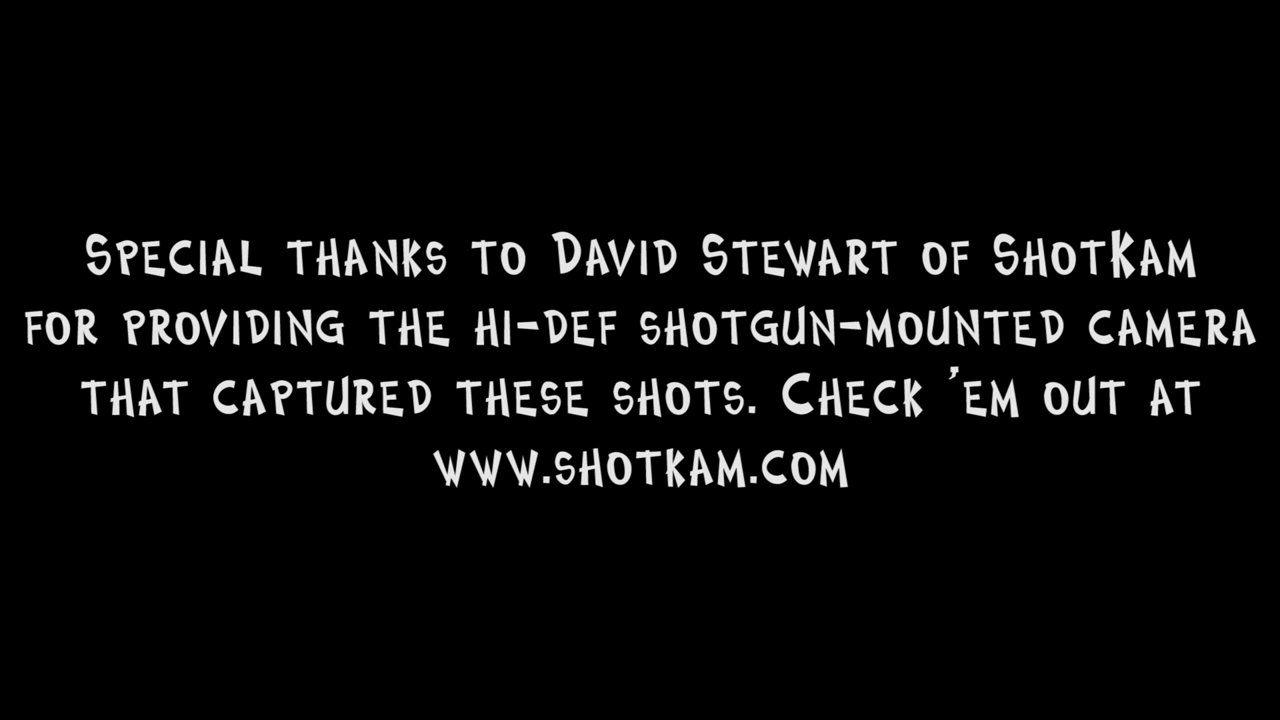 Special thanks to David Stewart of ShotKam
for providing the hi-def shotgun-mounted camera
that captured these shots. Check 'em out at
www.shotkam.com